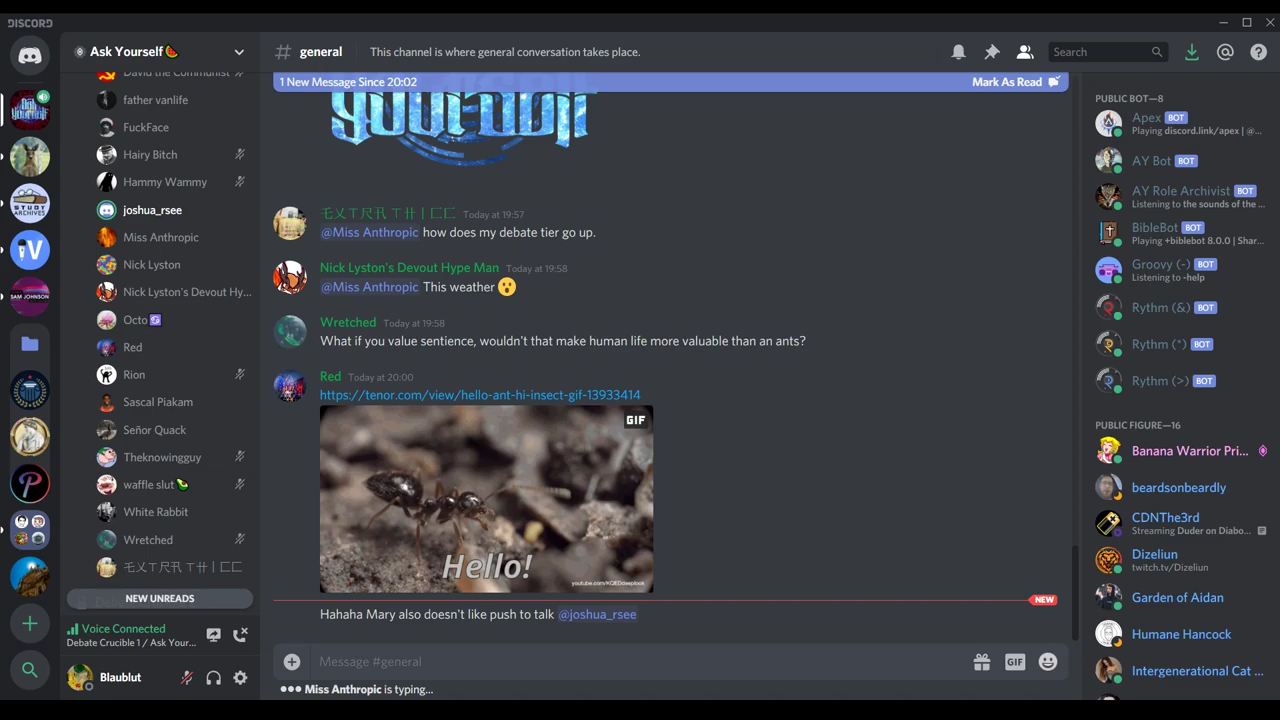 DISCORD
Ask Yourself🍉
# general
This channel is where general conversation takes place.
Search
David the Communist
father vanlife
FuckFace
Hairy Bitch
Hammy Wammy
joshua_rsee
Miss Anthropic
Nick Lyston
Nick Lyston's Devout Hy...
Octo
Red
Rion
Sascal Piakam
Señor Quack
Theknowingguy
waffle slut🥑
White Rabbit
Wretched
乇乂ㄒ尺卂 ㄒ卄丨匚匚
NEW UNREADS
Voice Connected
Debate Crucible 1 / Ask Your...
Blaublut
STUDY
ARCHIVES
V
SAM JOHNSON
1 New Message Since 20:02
Mark As Read
乇乂ㄒ尺卂 ㄒ卄丨匚匚 Today at 19:57
@Miss Anthropic how does my debate tier go up.
Nick Lyston's Devout Hype Man Today at 19:58
@Miss Anthropic This weather 😮
Wretched Today at 19:58
What if you value sentience, wouldn't that make human life more valuable than an ants?
Red Today at 20:00
https://tenor.com/view/hello-ant-hi-insect-gif-13933414
GIF
Hello!
NEW
Hahaha Mary also doesn't like push to talk @joshua_rsee
Message #general
GIF
Miss Anthropic is typing...
PUBLIC BOT—8
Apex BOT
Playing discord.link/apex | @...
AY Bot BOT
AY Role Archivist BOT
Listening to the sounds of the ...
BibleBot BOT
Playing +biblebot 8.0.0 | Shar...
Groovy (-) BOT
Listening to -help
Rythm (&) BOT
Rythm (*) BOT
Rythm (>) BOT
PUBLIC FIGURE—16
Banana Warrior Pri...
beardsonbeardly
CDNThe3rd
Streaming Duder on Diabo...
Dizeliun
twitch.tv/Dizeliun
Garden of Aidan
Humane Hancock
Intergenerational Cat ...